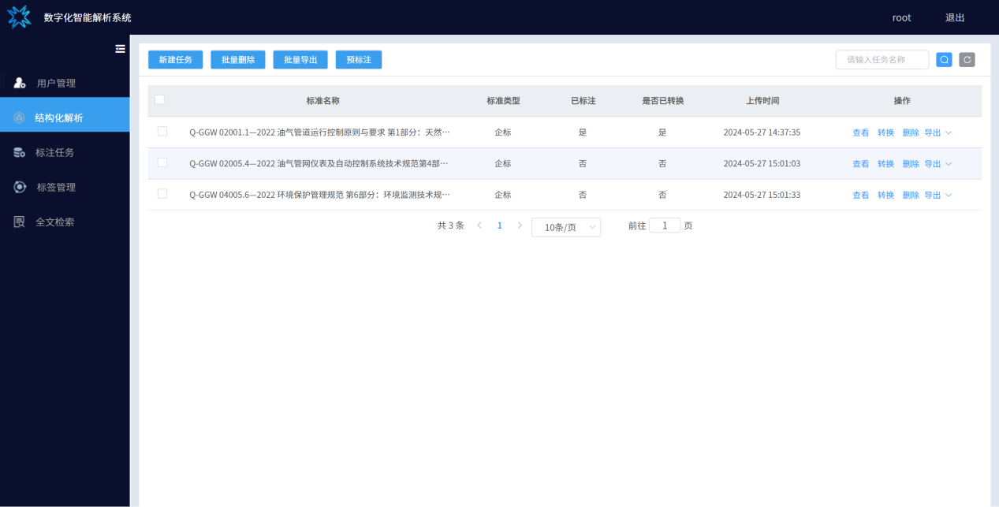 数字化智能解析系统
root
退出
用户管理
结构化解析
标注任务
标签管理
全文检索
新建任务 批量删除 批量导出 预标注
请输入任务名称
标准名称 标准类型 已标注 是否已转换 上传时间 操作
Q-GGW 02001.1—2022 油气管道运行控制原则与要求 第1部分：天然… 企标 是 是 2024-05-27 14:37:35 查看 转换 删除 导出
Q-GGW 02005.4—2022 油气管网仪表及自动控制系统技术规范第4部… 企标 否 否 2024-05-27 15:01:03 查看 转换 删除 导出
Q-GGW 04005.6—2022 环境保护管理规范 第6部分：环境监测技术规… 企标 否 否 2024-05-27 15:01:33 查看 转换 删除 导出
共 3 条 1 10条/页 前往 1 页